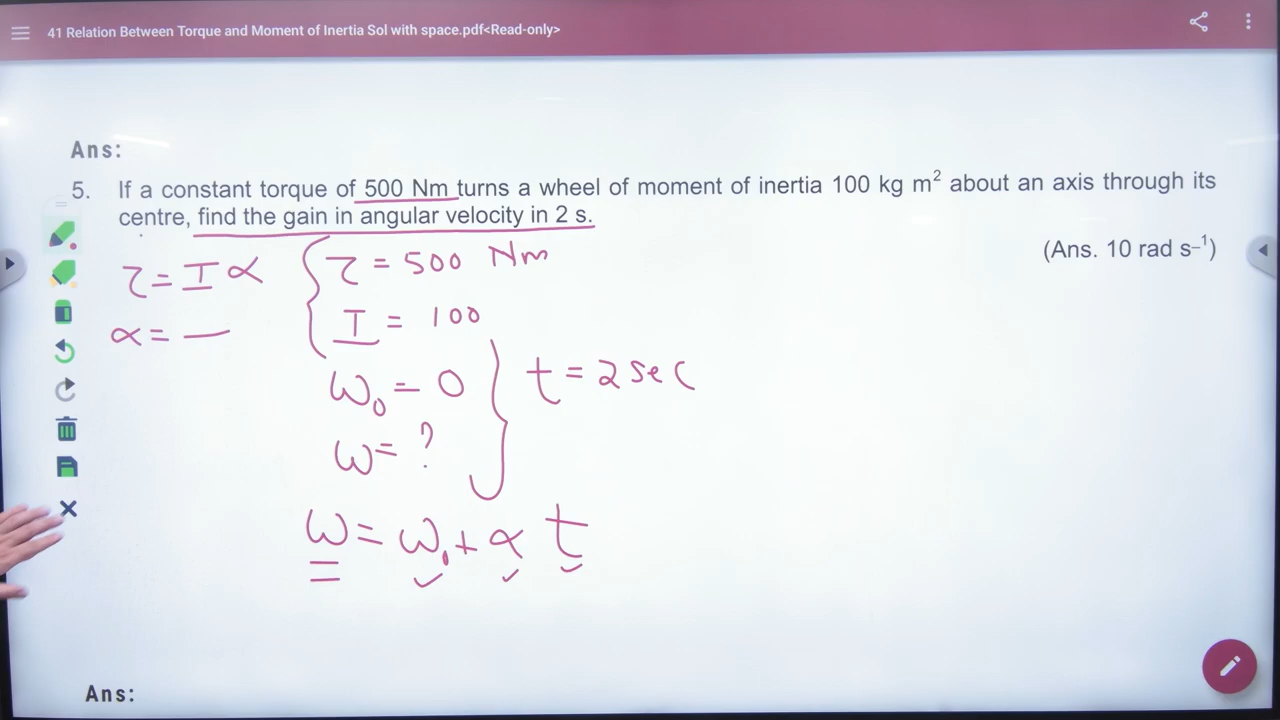 41 Relation Between Torque and Moment of Inertia Sol with space.pdf<Read-only>
Ans:
5. If a constant torque of 500 Nm turns a wheel of moment of inertia 100 kg m² about an axis through its
centre, find the gain in angular velocity in 2 s.
(Ans. 10 rad s⁻¹)
τ = I α
τ = 500 Nm
α = —
I = 100
ω₀ = 0
t = 2 sec
ω = ?
ω = ω₀ + α t
Ans: